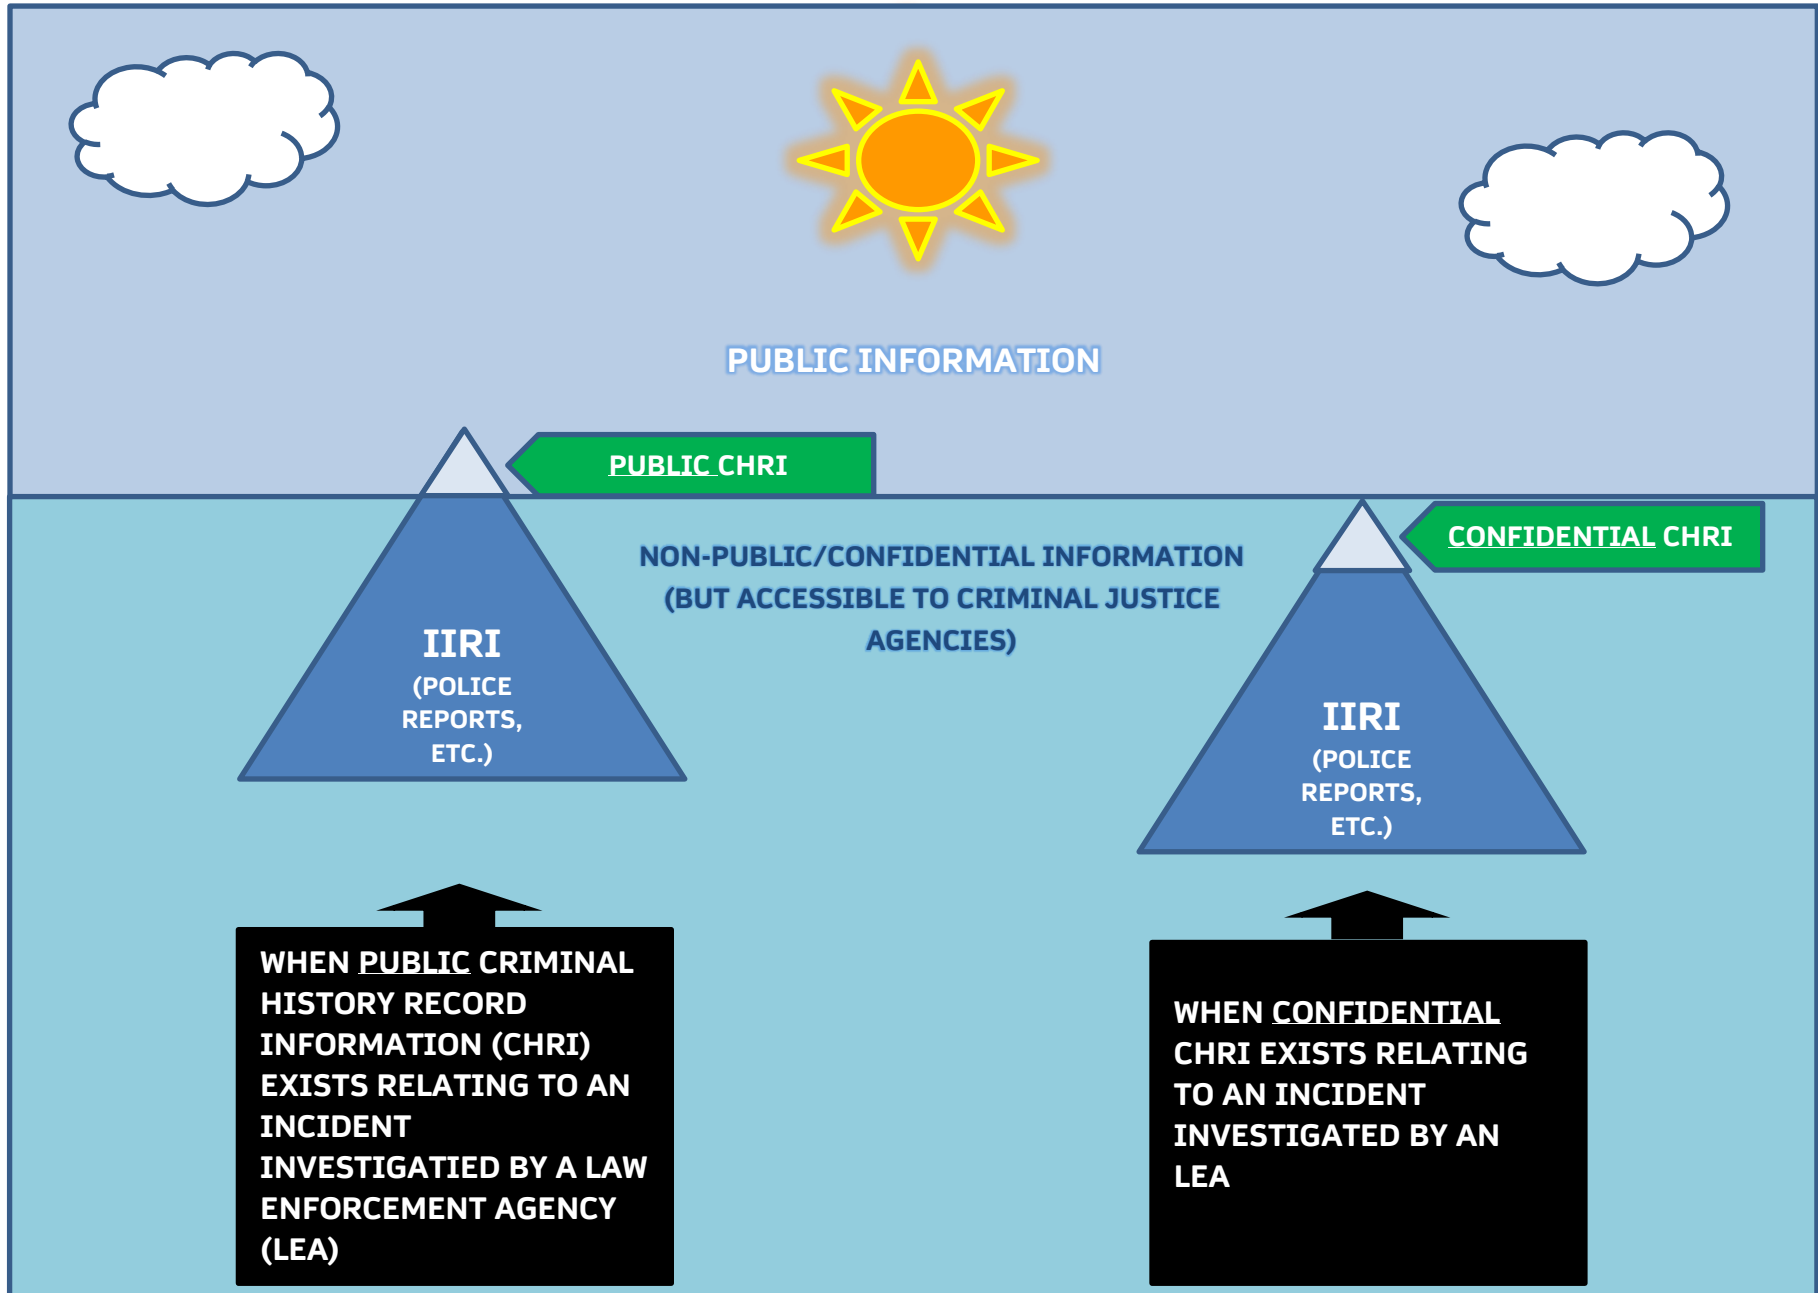 PUBLIC INFORMATION
PUBLIC CHRI
CONFIDENTIAL CHRI
NON-PUBLIC/CONFIDENTIAL INFORMATION
(BUT ACCESSIBLE TO CRIMINAL JUSTICE
AGENCIES)
IIRI
(POLICE
REPORTS,
ETC.)
IIRI
(POLICE
REPORTS,
ETC.)
WHEN PUBLIC CRIMINAL
HISTORY RECORD
INFORMATION (CHRI)
EXISTS RELATING TO AN
INCIDENT
INVESTIGATIED BY A LAW
ENFORCEMENT AGENCY
(LEA)
WHEN CONFIDENTIAL
CHRI EXISTS RELATING
TO AN INCIDENT
INVESTIGATED BY AN
LEA